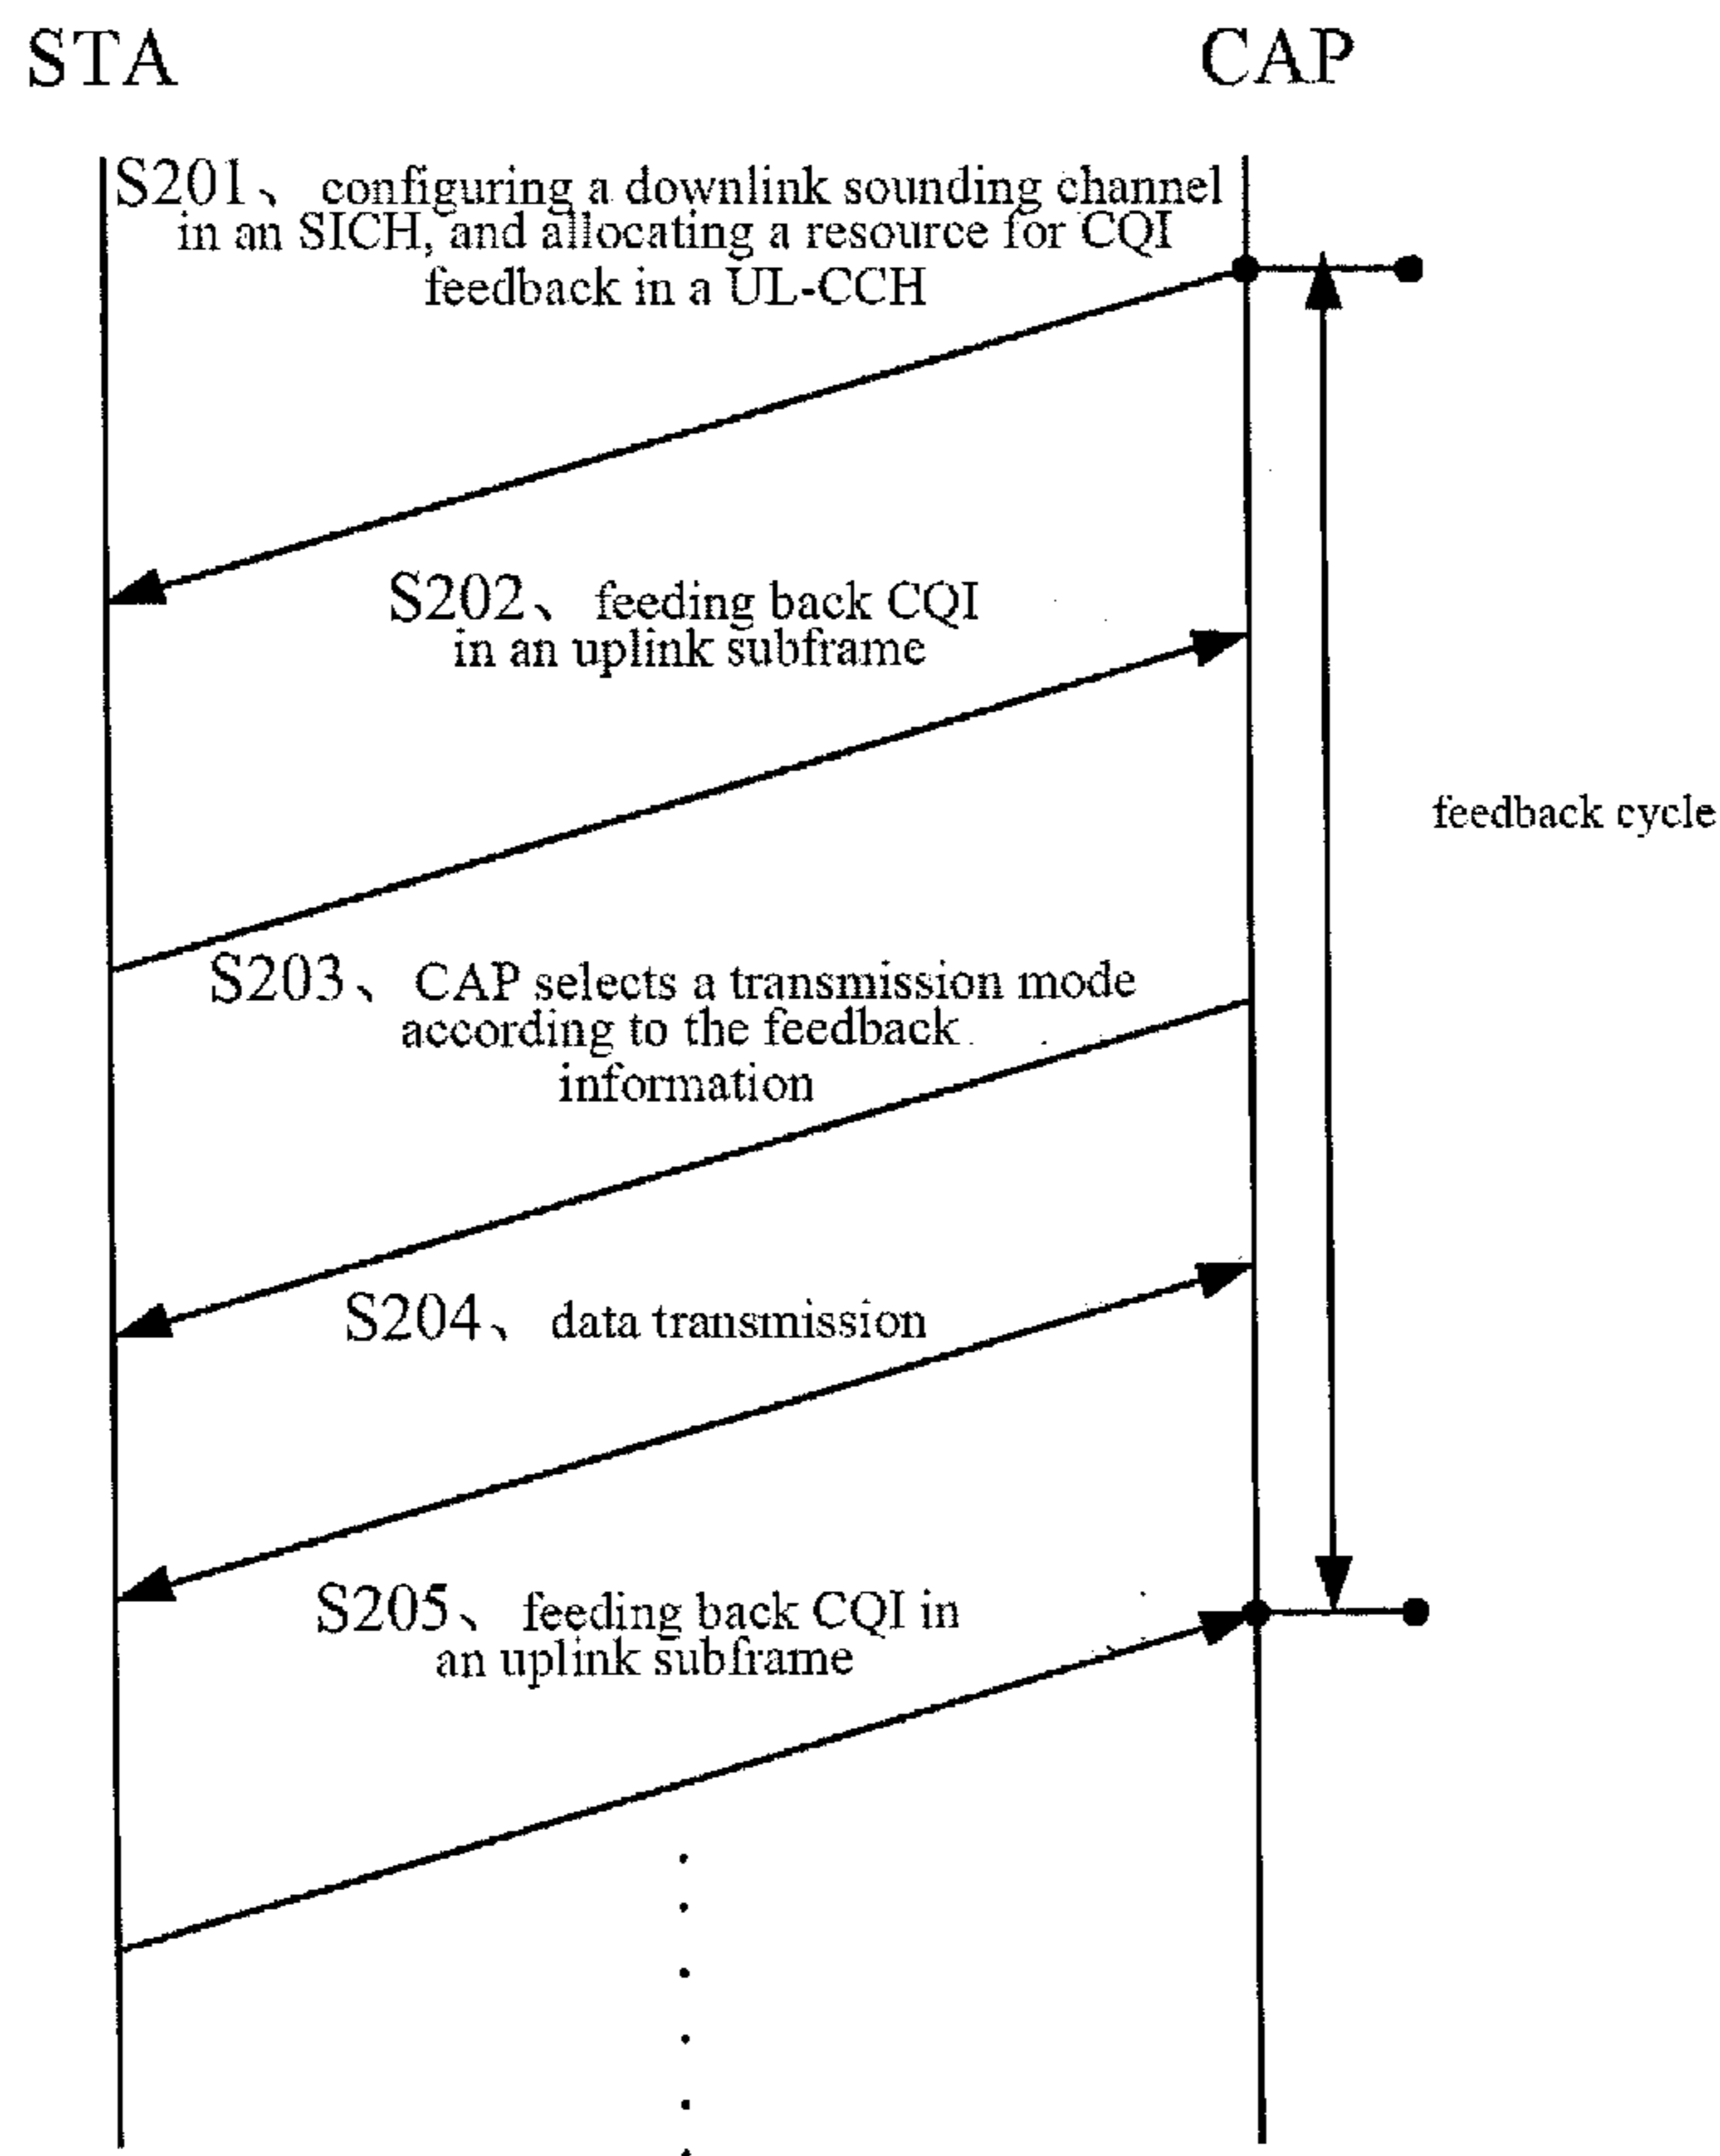 STA
CAP
S201、 configuring a downlink sounding channel
in an SICH, and allocating a resource for CQI
feedback in a UL-CCH
S202、 feeding back CQI
in an uplink subframe
feedback cycle
S203、 CAP selects a transmission mode
according to the feedback
information
S204、 data transmission
S205、 feeding back CQI in
an uplink subframe